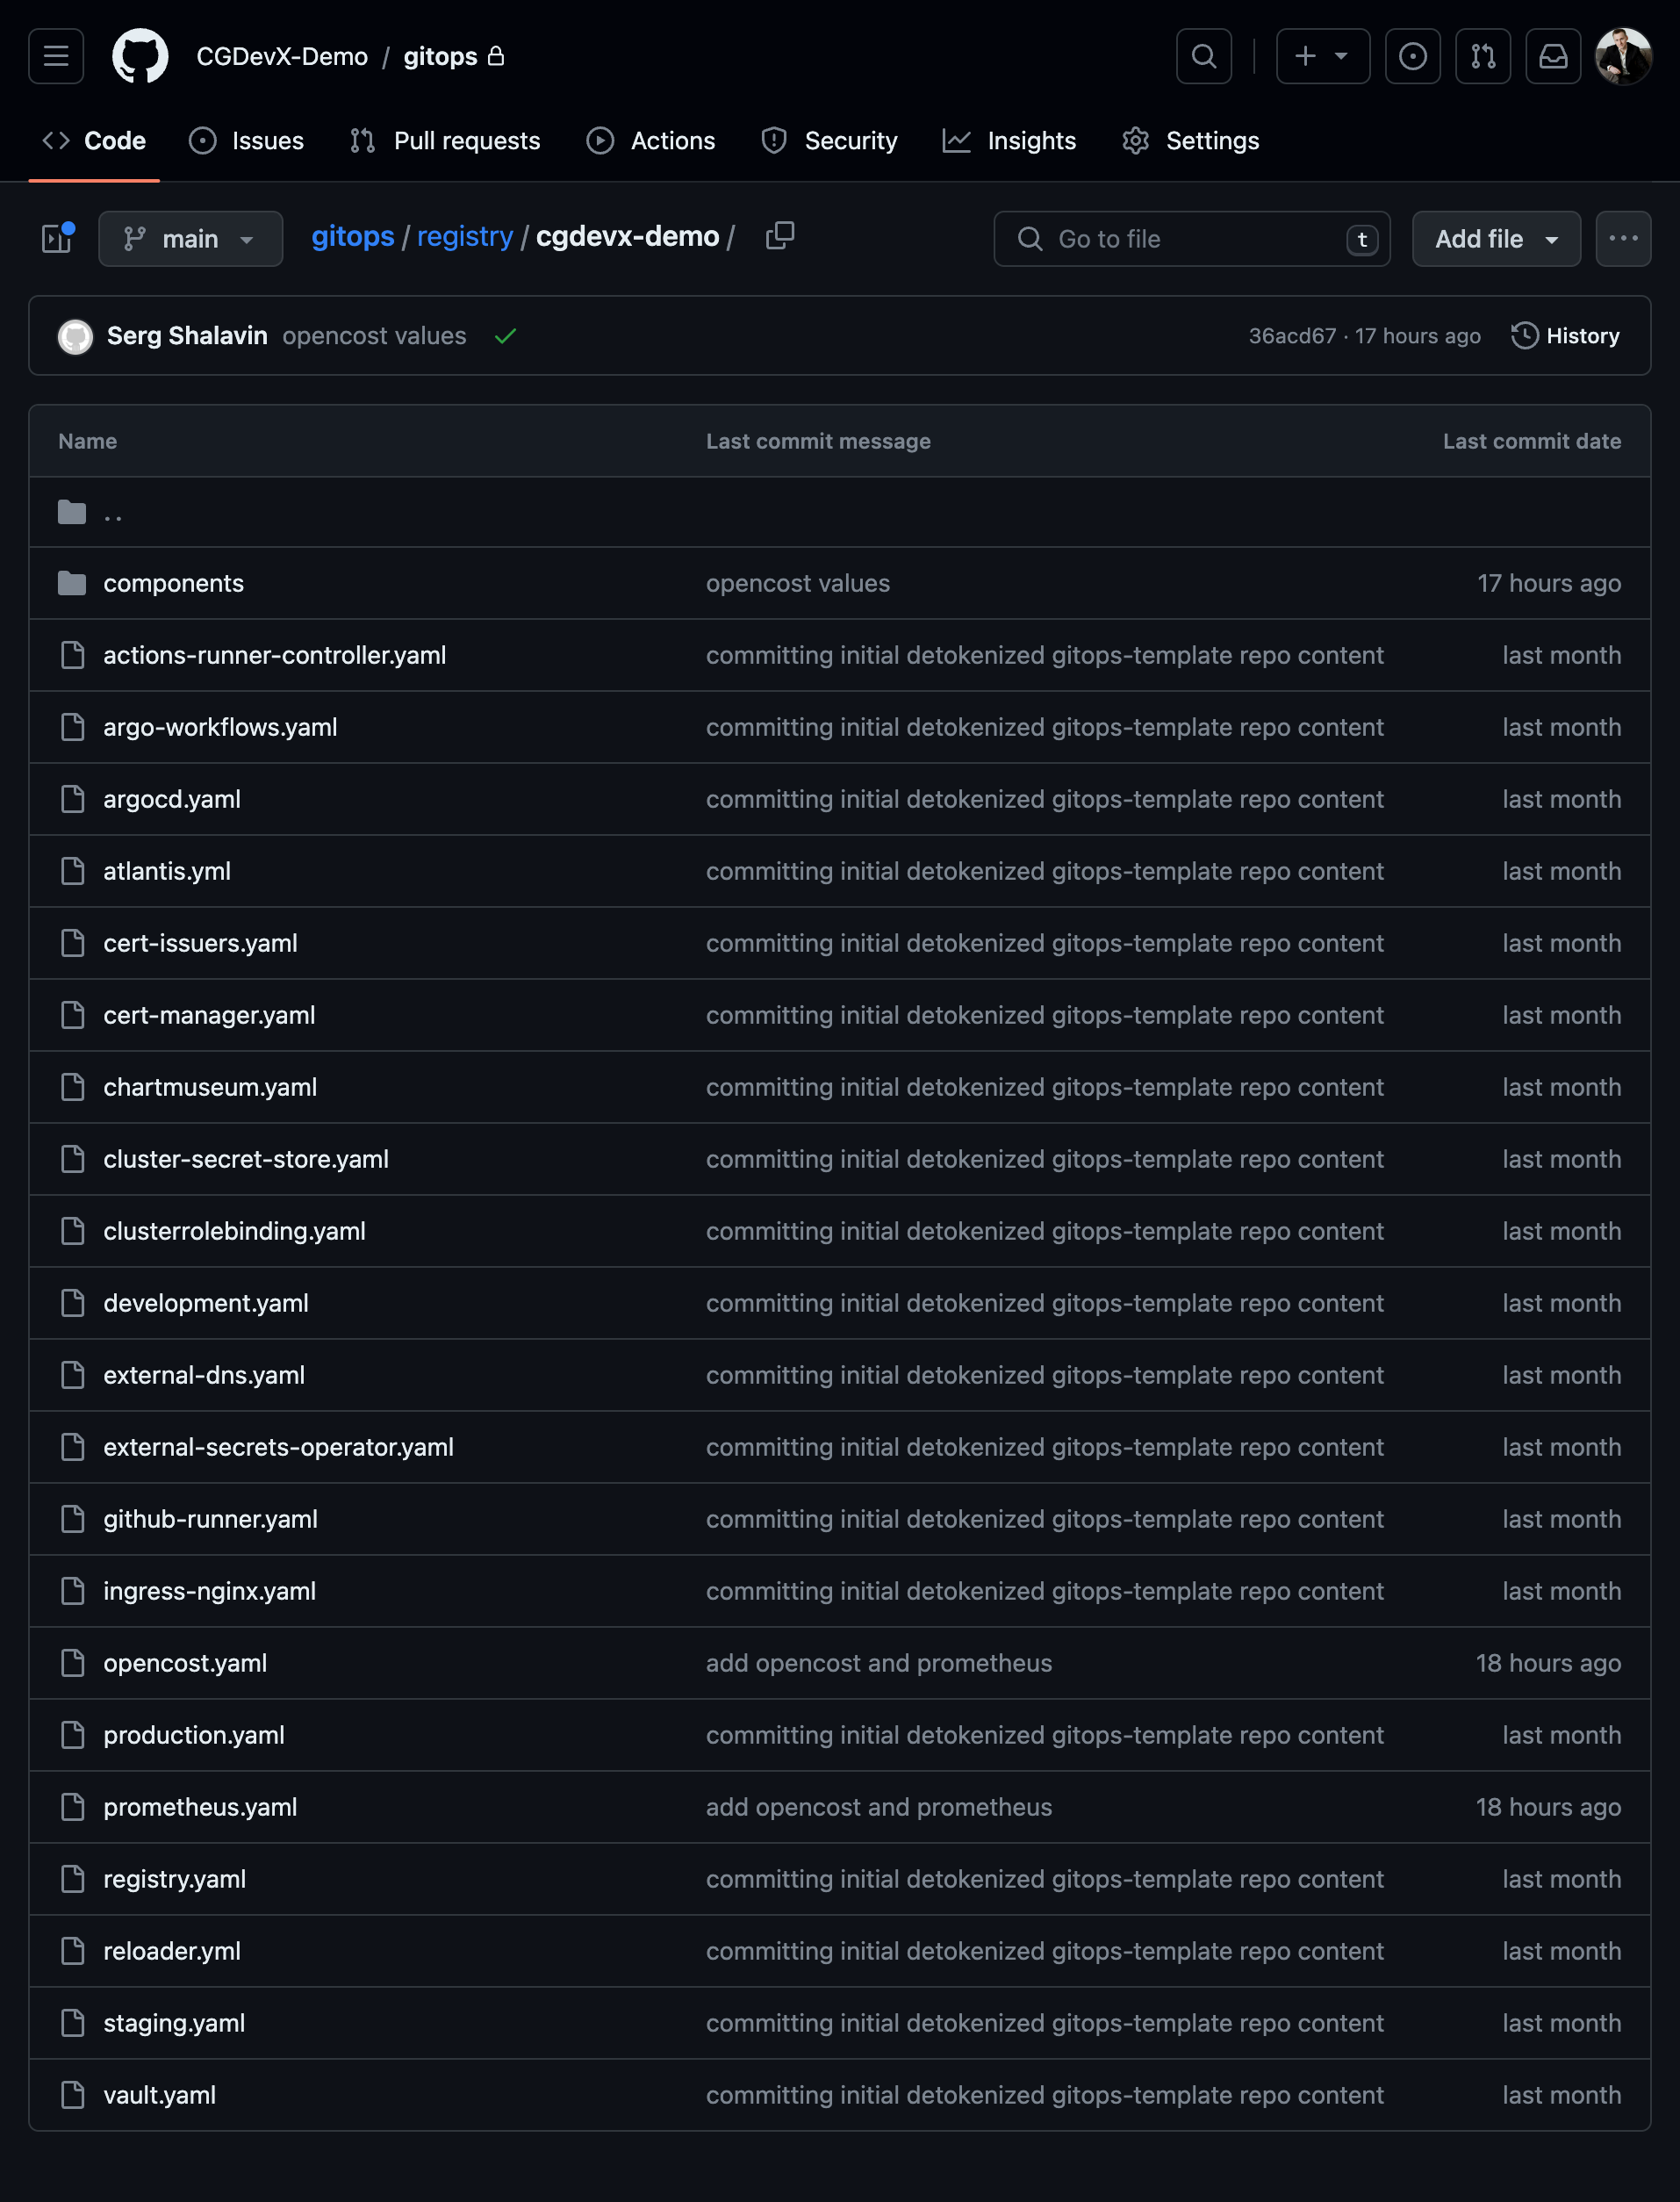 CGDevX-Demo / gitops
Code Issues Pull requests Actions Security Insights Settings
main gitops / registry / cgdevx-demo / Go to file t Add file
Serg Shalavin opencost values 36acd67 · 17 hours ago History
Name Last commit message Last commit date
..
components opencost values 17 hours ago
actions-runner-controller.yaml committing initial detokenized gitops-template repo content last month
argo-workflows.yaml committing initial detokenized gitops-template repo content last month
argocd.yaml committing initial detokenized gitops-template repo content last month
atlantis.yml committing initial detokenized gitops-template repo content last month
cert-issuers.yaml committing initial detokenized gitops-template repo content last month
cert-manager.yaml committing initial detokenized gitops-template repo content last month
chartmuseum.yaml committing initial detokenized gitops-template repo content last month
cluster-secret-store.yaml committing initial detokenized gitops-template repo content last month
clusterrolebinding.yaml committing initial detokenized gitops-template repo content last month
development.yaml committing initial detokenized gitops-template repo content last month
external-dns.yaml committing initial detokenized gitops-template repo content last month
external-secrets-operator.yaml committing initial detokenized gitops-template repo content last month
github-runner.yaml committing initial detokenized gitops-template repo content last month
ingress-nginx.yaml committing initial detokenized gitops-template repo content last month
opencost.yaml add opencost and prometheus 18 hours ago
production.yaml committing initial detokenized gitops-template repo content last month
prometheus.yaml add opencost and prometheus 18 hours ago
registry.yaml committing initial detokenized gitops-template repo content last month
reloader.yml committing initial detokenized gitops-template repo content last month
staging.yaml committing initial detokenized gitops-template repo content last month
vault.yaml committing initial detokenized gitops-template repo content last month